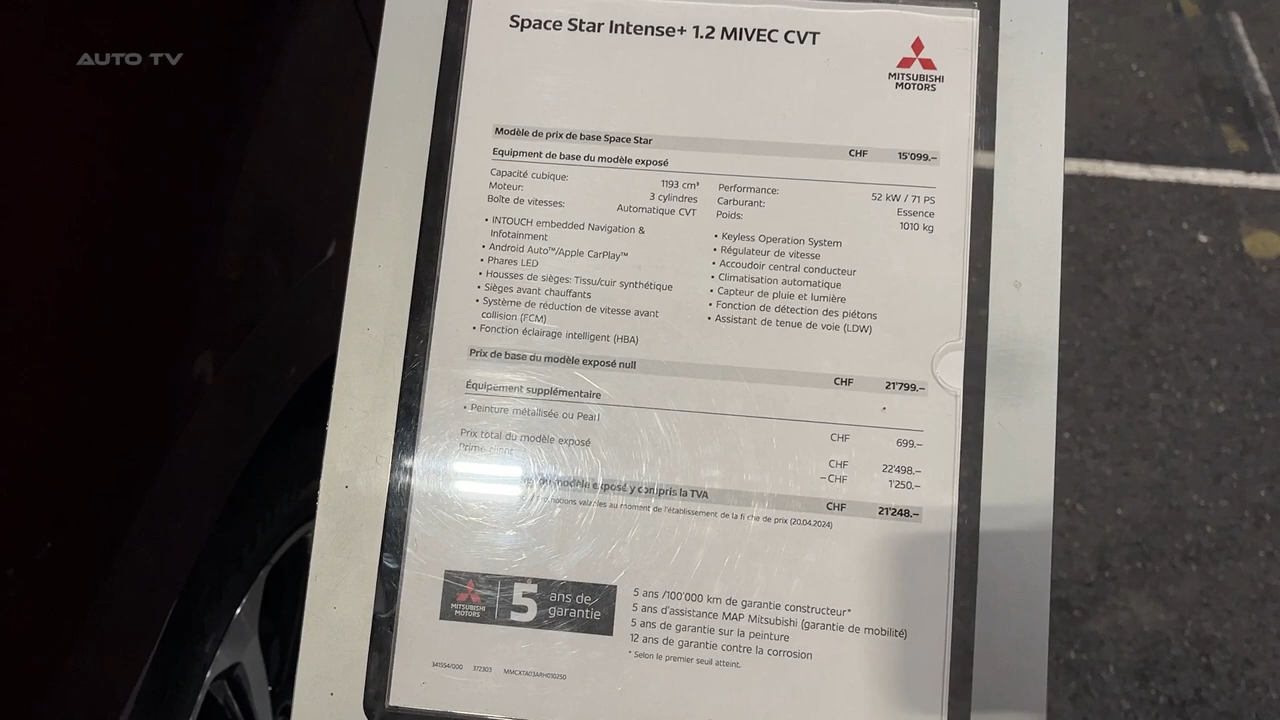 AUTO TV
Space Star Intense+ 1.2 MIVEC CVT
MITSUBISHI
MOTORS
Modèle de prix de base Space Star CHF 15'099.–
Equipment de base du modèle exposé
Capacité cubique: 1193 cm³
Moteur: 3 cylindres
Boîte de vitesses: Automatique CVT
Performance: 52 kW / 71 PS
Carburant: Essence
Poids: 1010 kg
• INTOUCH embedded Navigation &
Infotainment
• Android Auto™/Apple CarPlay™
• Phares LED
• Housses de sièges: Tissu/cuir synthétique
• Sièges avant chauffants
• Système de réduction de vitesse avant
collision (FCM)
• Fonction éclairage intelligent (HBA)
• Keyless Operation System
• Régulateur de vitesse
• Accoudoir central conducteur
• Climatisation automatique
• Capteur de pluie et lumière
• Fonction de détection des piétons
• Assistant de tenue de voie (LDW)
Prix de base du modèle exposé null CHF 21'799.–
Équipement supplémentaire
• Peinture métallisée ou Pearl CHF 699.–
Prix total du modèle exposé CHF 22'498.–
Prime client –CHF 1'250.–
du modèle exposé y compris la TVA CHF 21'248.–
promotions valables au moment de l'établissement de la fi che de prix (20.04.2024)
MITSUBISHI
MOTORS
5 ans de
garantie
5 ans /100'000 km de garantie constructeur*
5 ans d'assistance MAP Mitsubishi (garantie de mobilité)
5 ans de garantie sur la peinture
12 ans de garantie contre la corrosion
* Selon le premier seuil atteint.
341554/000 372303 MMCXTA03ARH010250